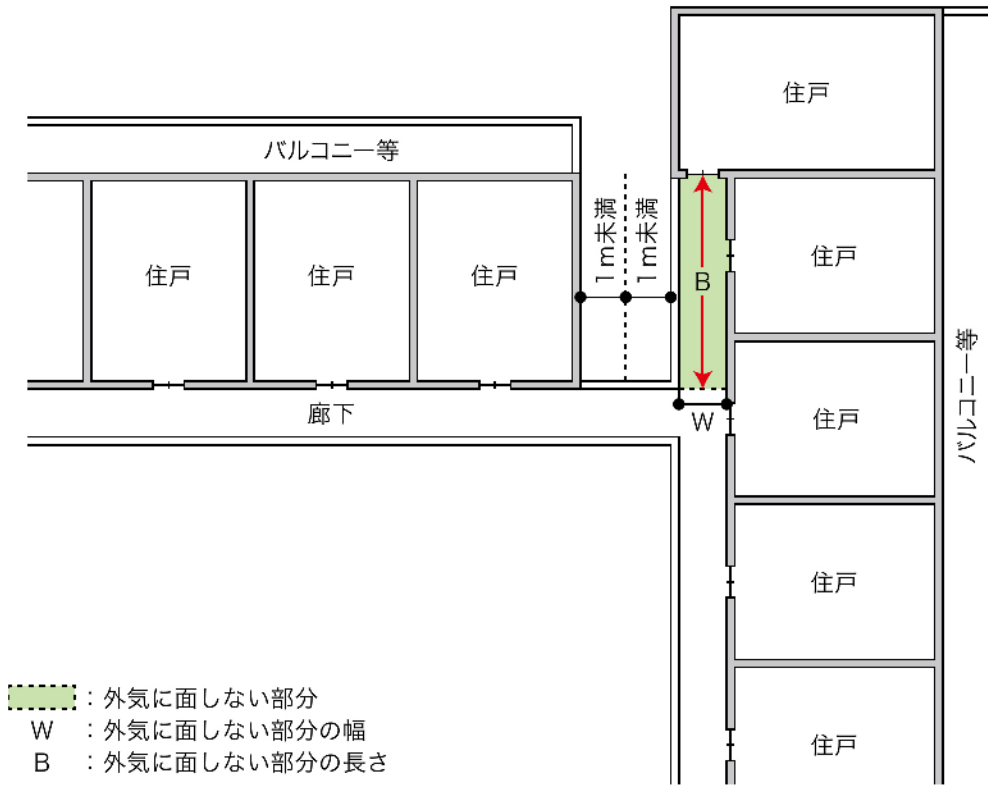 住戸
バルコニー等
1m未満
1m未満
住戸
住戸
住戸
住戸
B
W
廊下
住戸
バルコニー等
住戸
住戸
：外気に面しない部分
W ：外気に面しない部分の幅
B ：外気に面しない部分の長さ